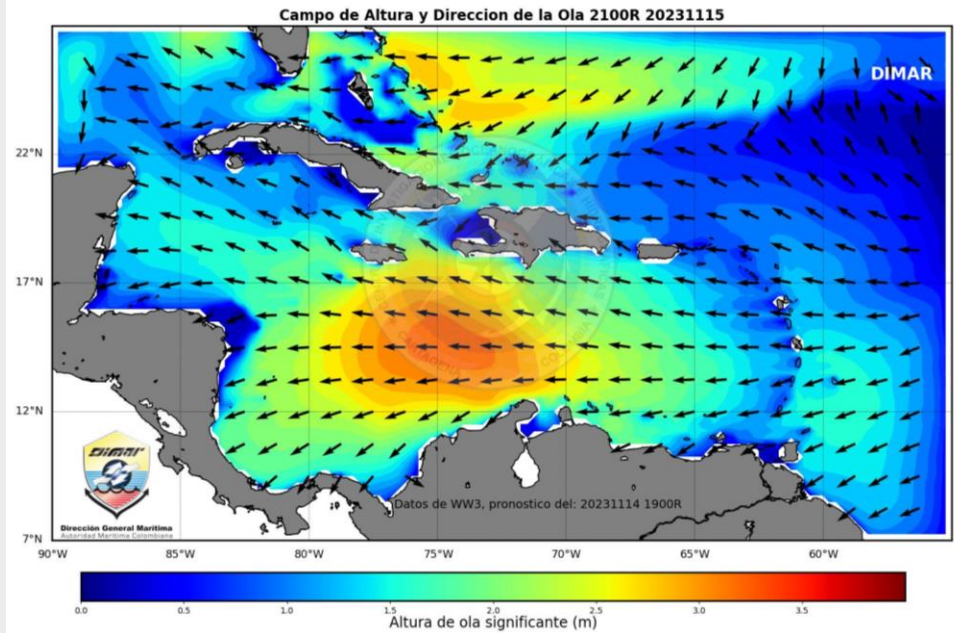 Campo de Altura y Direccion de la Ola 2100R 20231115
DIMAR
22°N
17°N
12°N
7°N
DIMAR
Dirección General Marítima
Autoridad Marítima Colombiana
Datos de WW3, pronostico del: 20231114 1900R
90°W
85°W
80°W
75°W
70°W
65°W
60°W
0.0
0.5
1.0
1.5
2.0
2.5
3.0
3.5
Altura de ola significante (m)